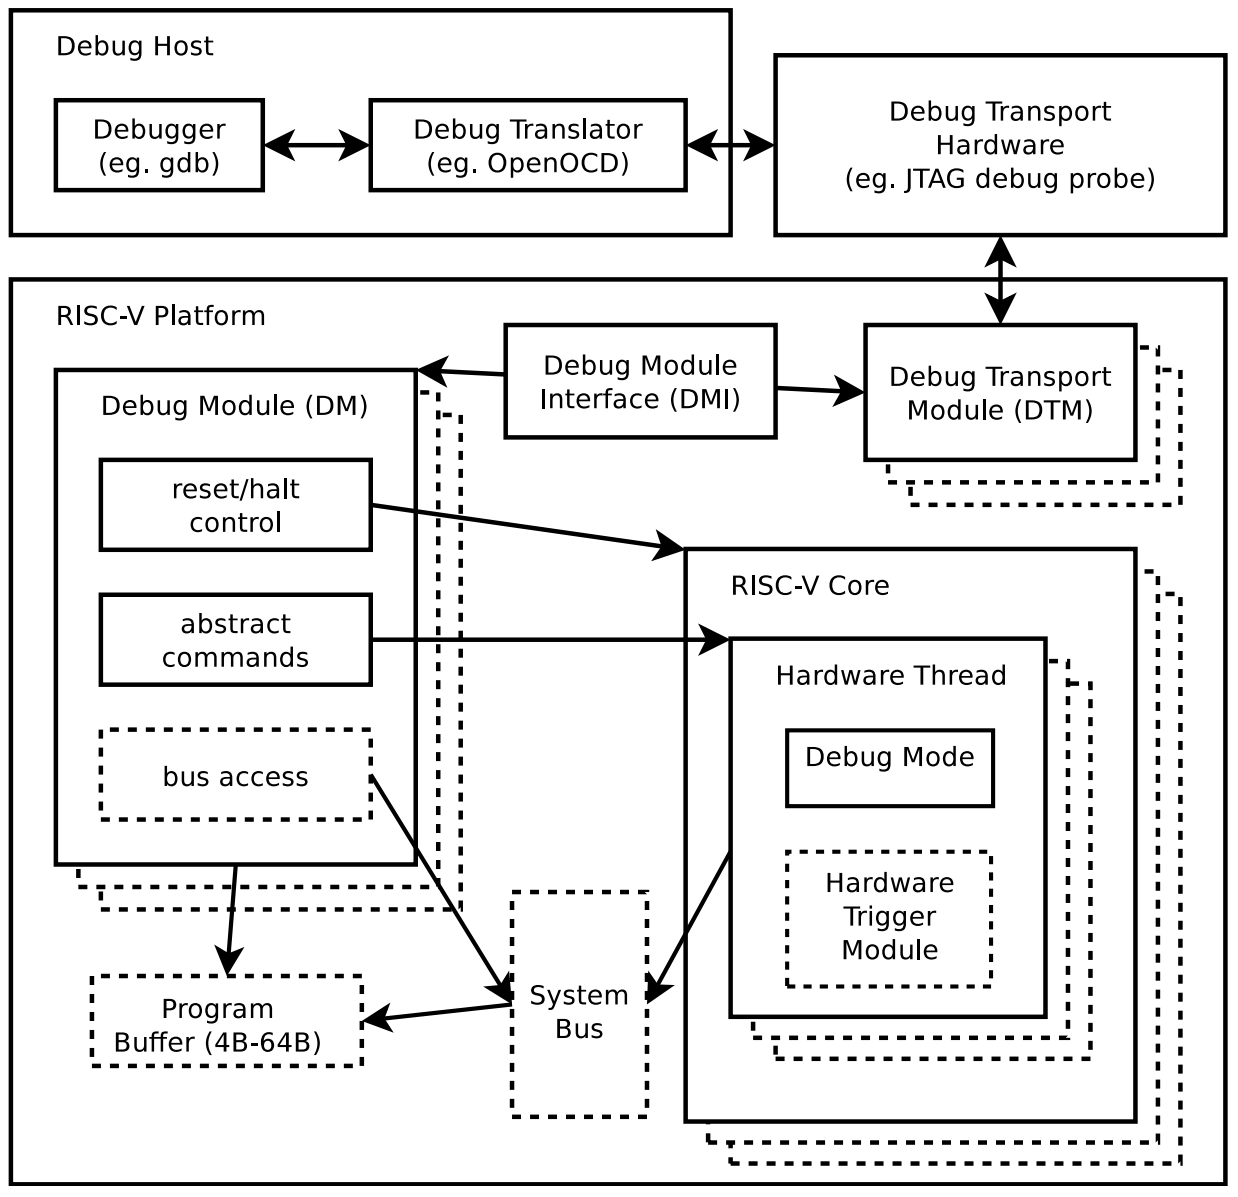 Debug Host
Debugger
(eg. gdb)
Debug Translator
(eg. OpenOCD)
Debug Transport
Hardware
(eg. JTAG debug probe)
RISC-V Platform
Debug Module
Interface (DMI)
Debug Transport
Module (DTM)
Debug Module (DM)
reset/halt
control
abstract
commands
bus access
RISC-V Core
Hardware Thread
Debug Mode
Hardware
Trigger
Module
System
Bus
Program
Buffer (4B-64B)